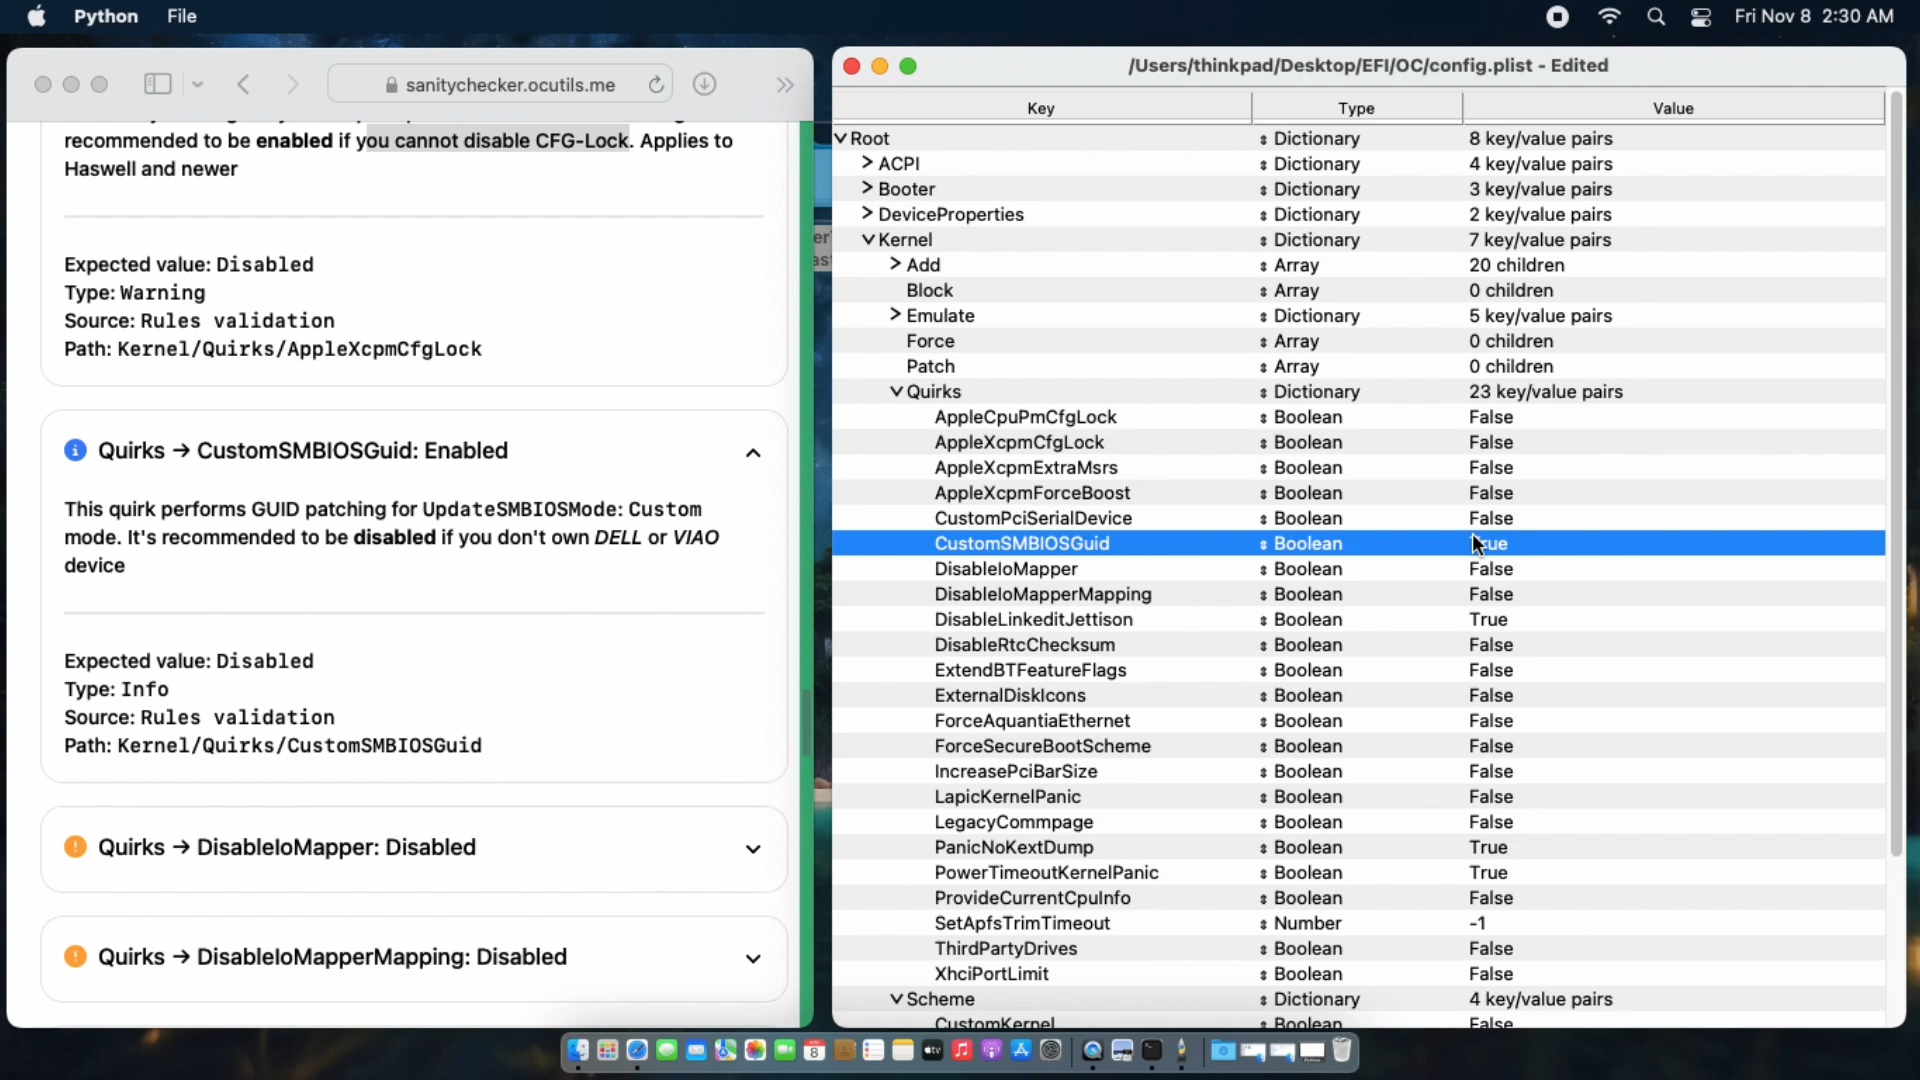 Python File
Fri Nov 8 2:30 AM
sanitychecker.ocutils.me
recommended to be enabled if you cannot disable CFG-Lock. Applies to
Haswell and newer
Expected value: Disabled
Type: Warning
Source: Rules validation
Path: Kernel/Quirks/AppleXcpmCfgLock
Quirks → CustomSMBIOSGuid: Enabled
This quirk performs GUID patching for UpdateSMBIOSMode: Custom
mode. It's recommended to be disabled if you don't own DELL or VIAO
device
Expected value: Disabled
Type: Info
Source: Rules validation
Path: Kernel/Quirks/CustomSMBIOSGuid
Quirks → DisableIoMapper: Disabled
Quirks → DisableIoMapperMapping: Disabled
/Users/thinkpad/Desktop/EFI/OC/config.plist - Edited
Key Type Value
Root Dictionary 8 key/value pairs
ACPI Dictionary 4 key/value pairs
Booter Dictionary 3 key/value pairs
DeviceProperties Dictionary 2 key/value pairs
Kernel Dictionary 7 key/value pairs
Add Array 20 children
Block Array 0 children
Emulate Dictionary 5 key/value pairs
Force Array 0 children
Patch Array 0 children
Quirks Dictionary 23 key/value pairs
AppleCpuPmCfgLock Boolean False
AppleXcpmCfgLock Boolean False
AppleXcpmExtraMsrs Boolean False
AppleXcpmForceBoost Boolean False
CustomPciSerialDevice Boolean False
CustomSMBIOSGuid Boolean True
DisableIoMapper Boolean False
DisableIoMapperMapping Boolean False
DisableLinkeditJettison Boolean True
DisableRtcChecksum Boolean False
ExtendBTFeatureFlags Boolean False
ExternalDiskIcons Boolean False
ForceAquantiaEthernet Boolean False
ForceSecureBootScheme Boolean False
IncreasePciBarSize Boolean False
LapicKernelPanic Boolean False
LegacyCommpage Boolean False
PanicNoKextDump Boolean True
PowerTimeoutKernelPanic Boolean True
ProvideCurrentCpuInfo Boolean False
SetApfsTrimTimeout Number -1
ThirdPartyDrives Boolean False
XhciPortLimit Boolean False
Scheme Dictionary 4 key/value pairs
CustomKernel Boolean False